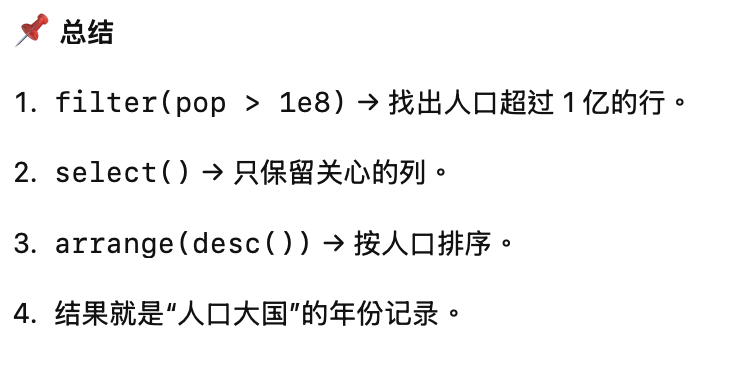 📌 总结
1. filter(pop > 1e8) → 找出人口超过 1 亿的行。
2. select() → 只保留关心的列。
3. arrange(desc()) → 按人口排序。
4. 结果就是“人口大国”的年份记录。